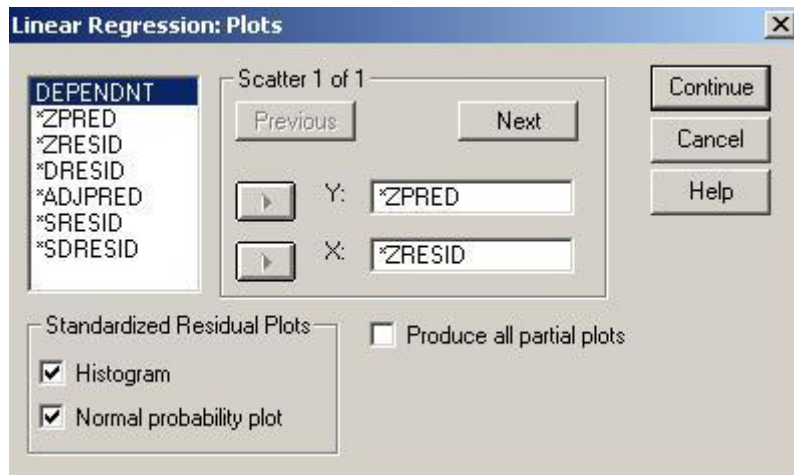 Linear Regression: Plots
DEPENDNT
*ZPRED
*ZRESID
*DRESID
*ADJPRED
*SRESID
*SDRESID
Scatter 1 of 1
Previous
Next
Y: *ZPRED
X: *ZRESID
Continue
Cancel
Help
Standardized Residual Plots
Histogram
Normal probability plot
Produce all partial plots